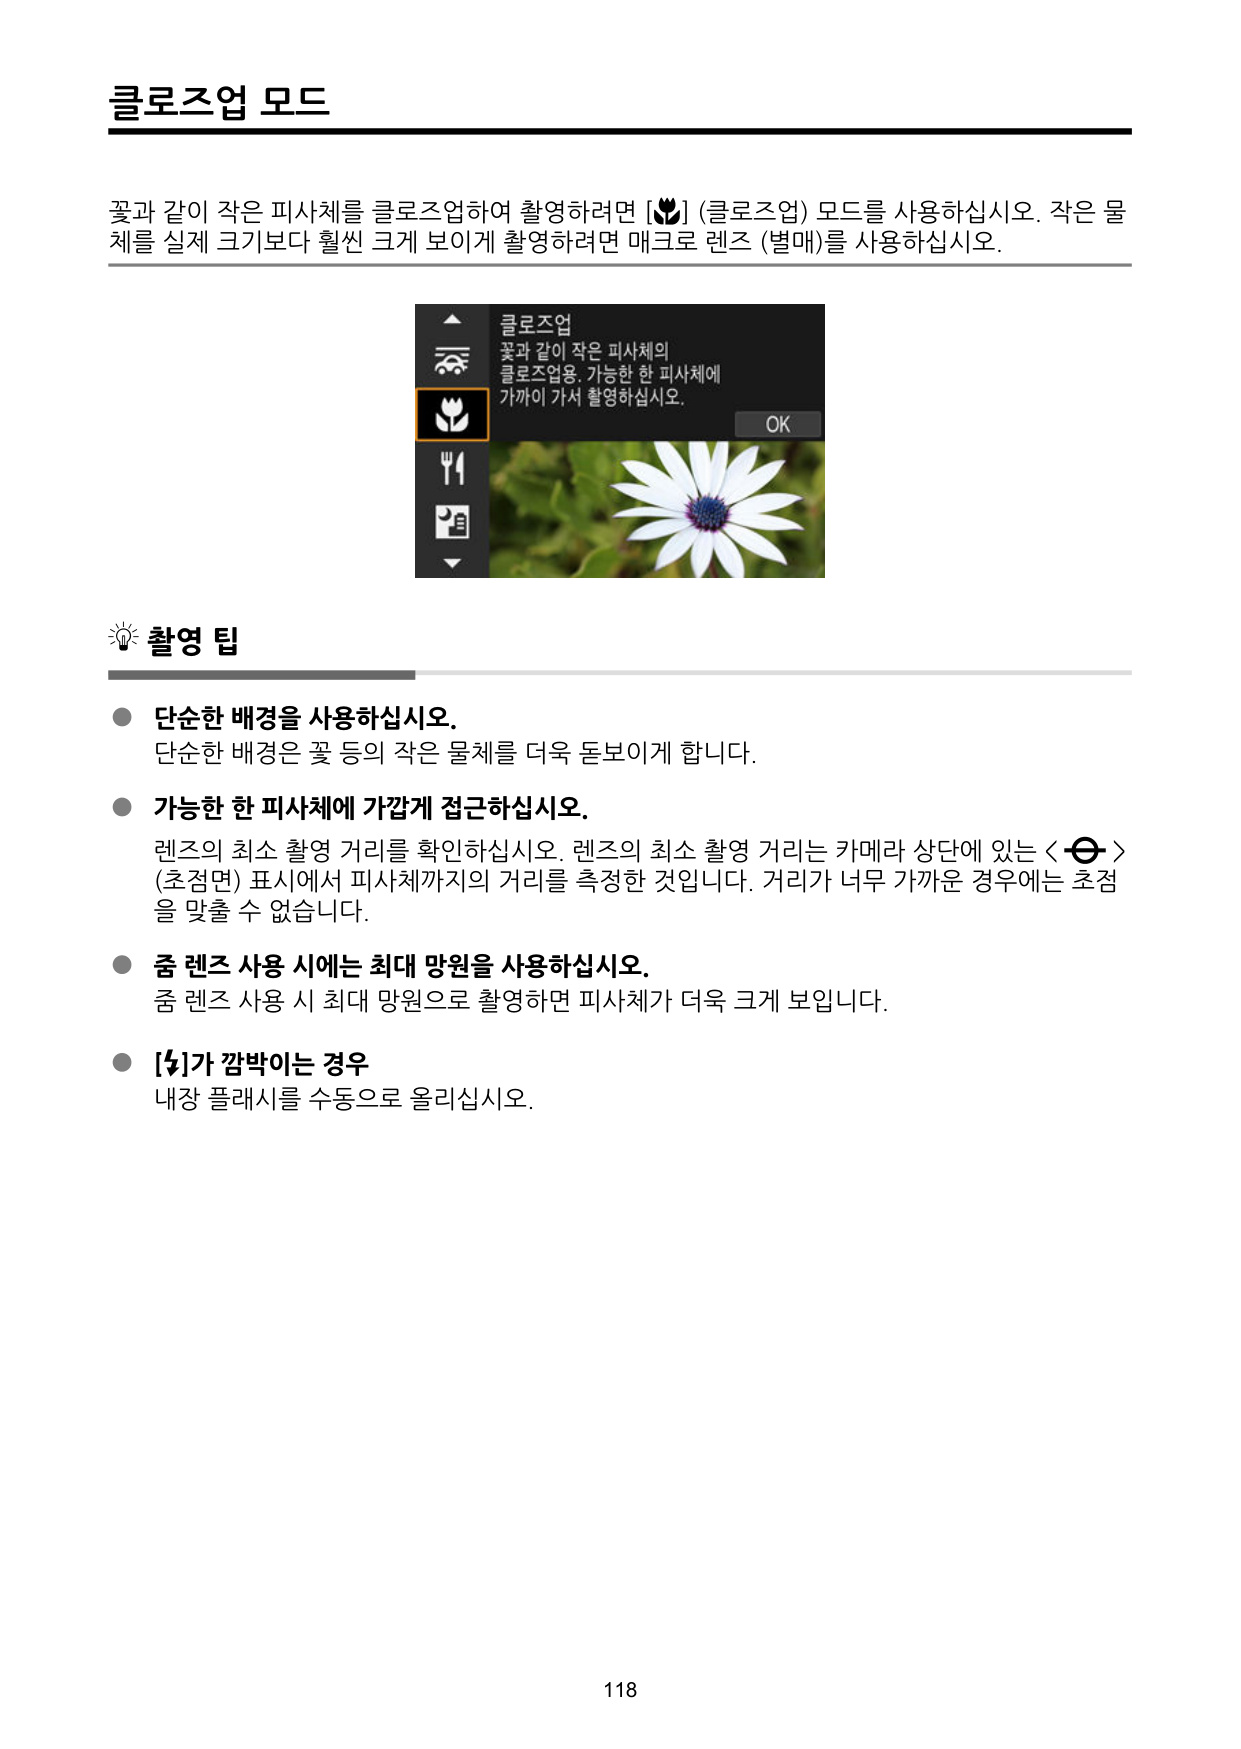 클로즈업 모드
꽃과 같이 작은 피사체를 클로즈업하여 촬영하려면 [] (클로즈업) 모드를 사용하십시오. 작은 물
체를 실제 크기보다 훨씬 크게 보이게 촬영하려면 매크로 렌즈 (별매)를 사용하십시오.
클로즈업
꽃과 같이 작은 피사체의
클로즈업용. 가능한 한 피사체에
가까이 가서 촬영하십시오.
OK
촬영 팁
● 단순한 배경을 사용하십시오.
단순한 배경은 꽃 등의 작은 물체를 더욱 돋보이게 합니다.
● 가능한 한 피사체에 가깝게 접근하십시오.
렌즈의 최소 촬영 거리를 확인하십시오. 렌즈의 최소 촬영 거리는 카메라 상단에 있는 < >
(초점면) 표시에서 피사체까지의 거리를 측정한 것입니다. 거리가 너무 가까운 경우에는 초점
을 맞출 수 없습니다.
● 줌 렌즈 사용 시에는 최대 망원을 사용하십시오.
줌 렌즈 사용 시 최대 망원으로 촬영하면 피사체가 더욱 크게 보입니다.
● []가 깜박이는 경우
내장 플래시를 수동으로 올리십시오.
118